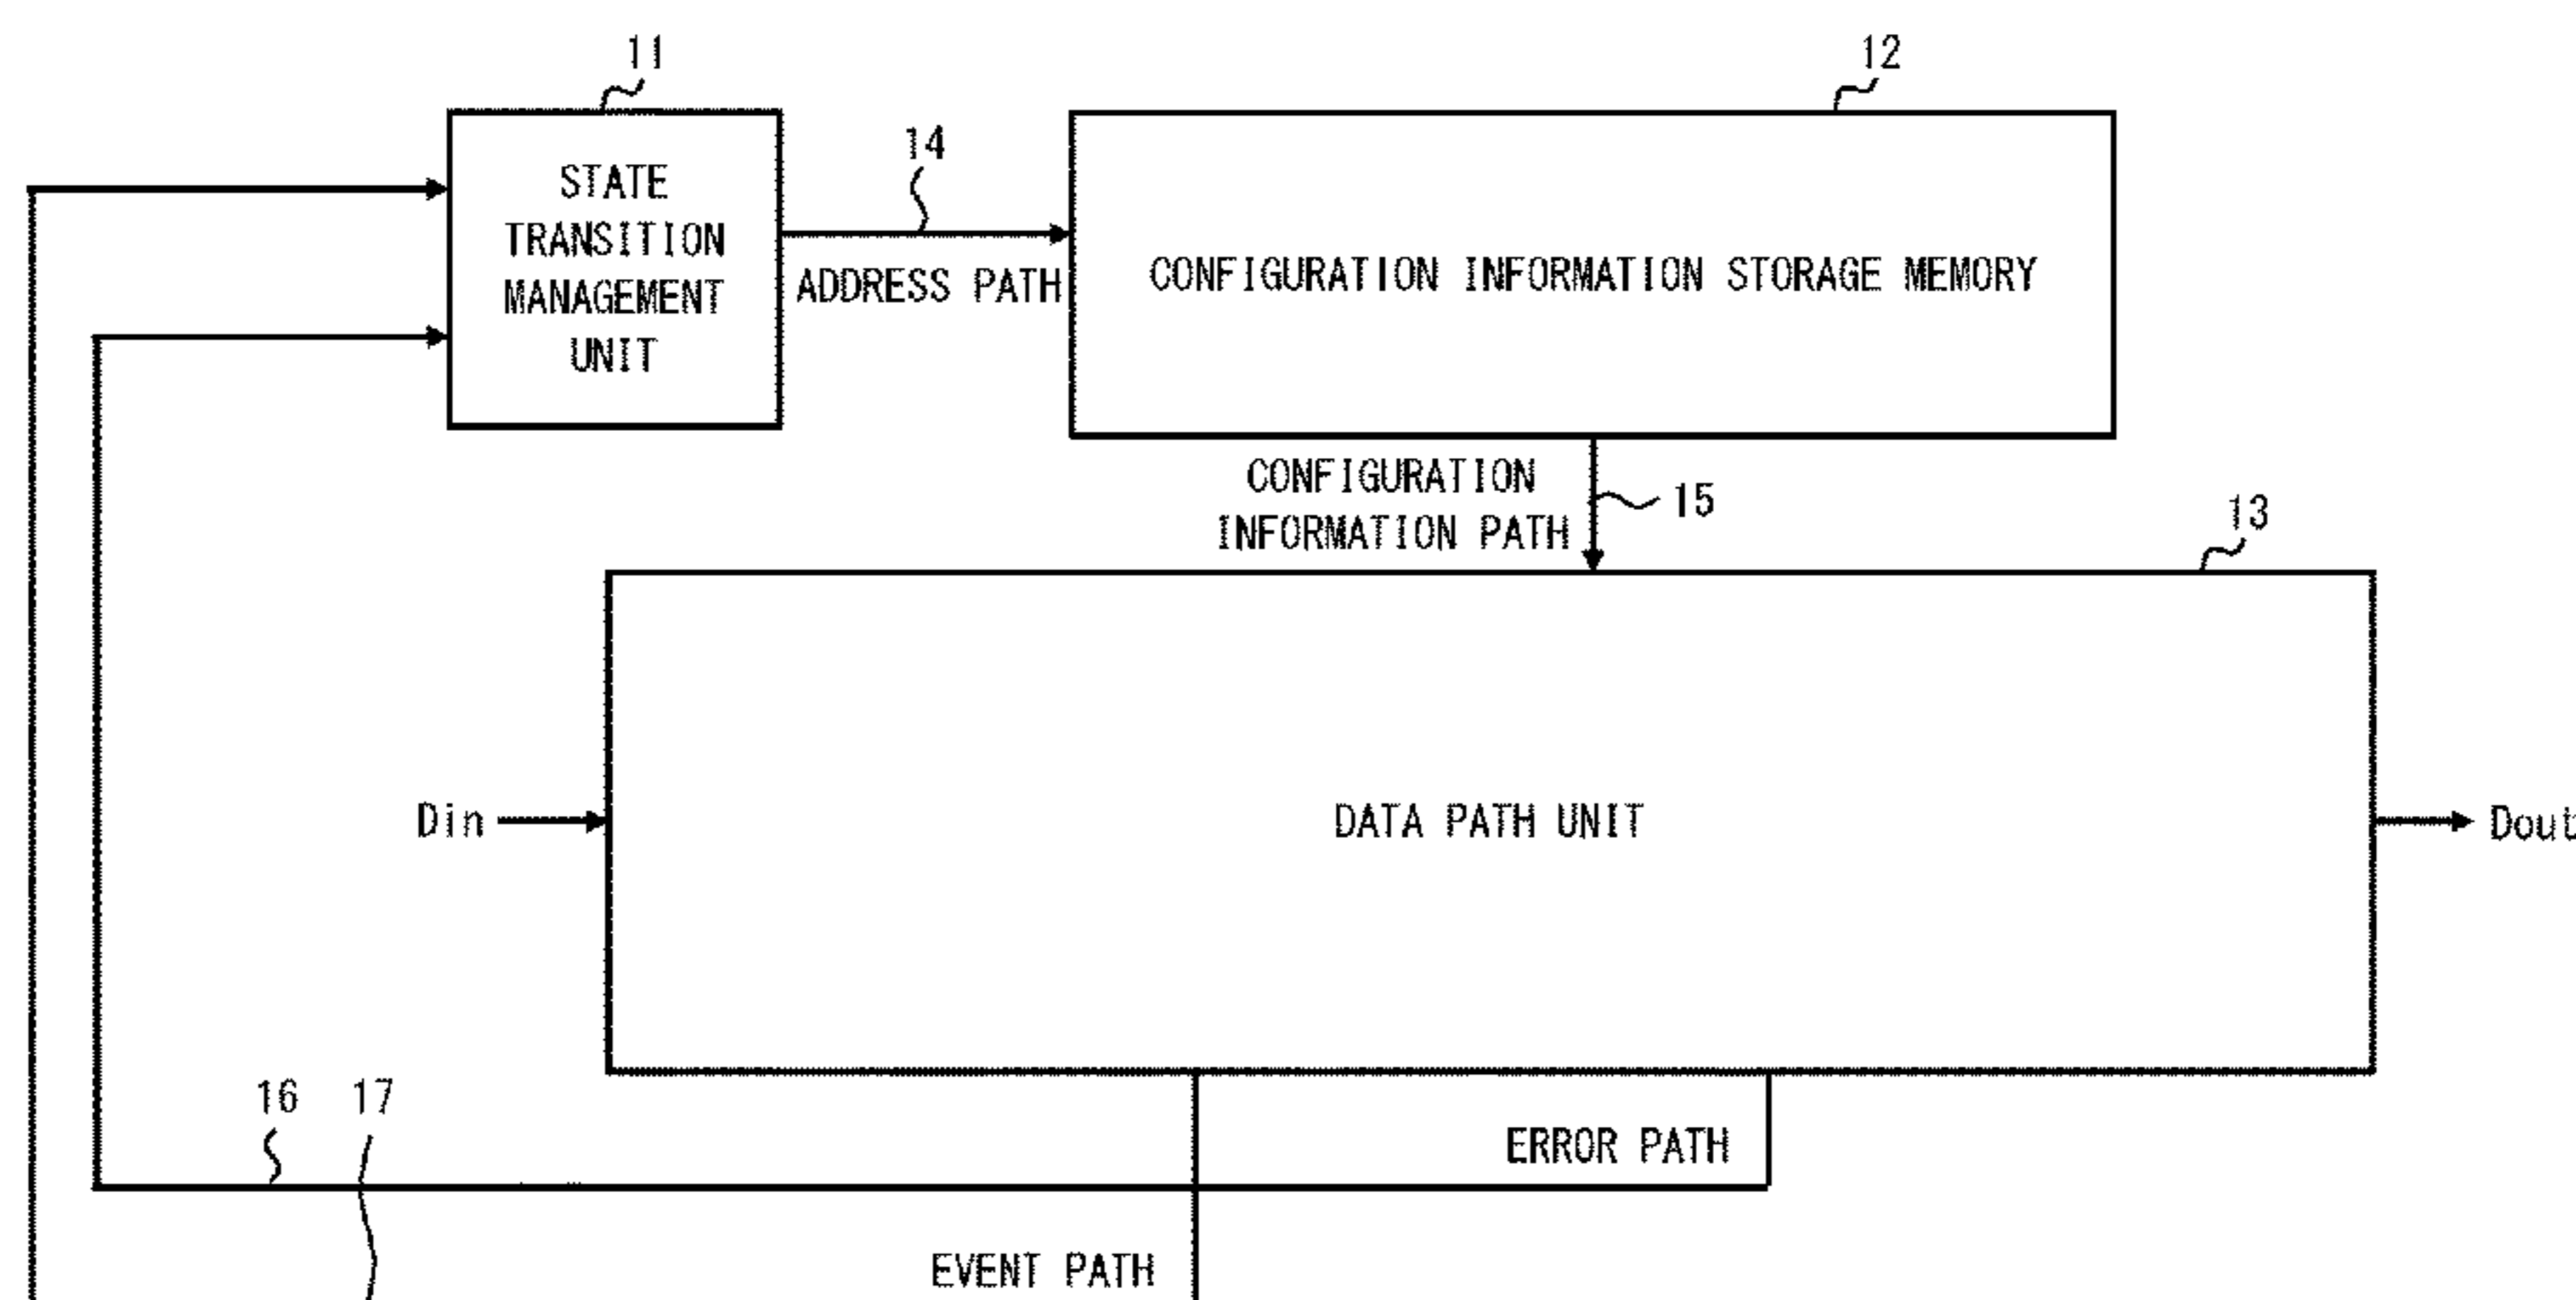 11
12
STATE
TRANSITION
MANAGEMENT
UNIT
14
ADDRESS PATH
CONFIGURATION INFORMATION STORAGE MEMORY
CONFIGURATION
INFORMATION PATH
15
13
Din
DATA PATH UNIT
Dout
16
17
ERROR PATH
EVENT PATH